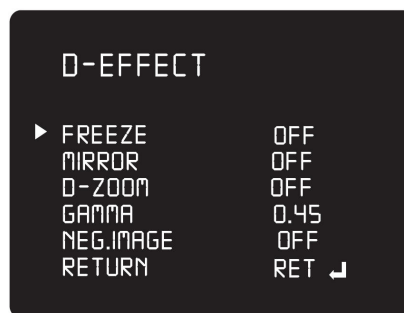 D-EFFECT
FREEZE OFF
MIRROR OFF
D-ZOOM OFF
GAMMA 0.45
NEG.IMAGE OFF
RETURN RET ↲